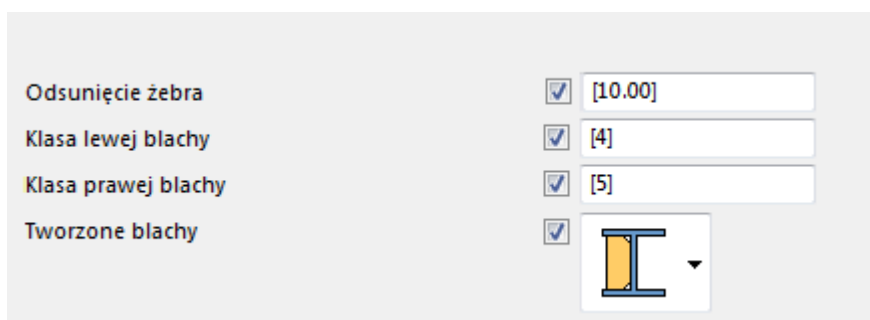 Odsunięcie żebra [10.00]
Klasa lewej blachy [4]
Klasa prawej blachy [5]
Tworzone blachy